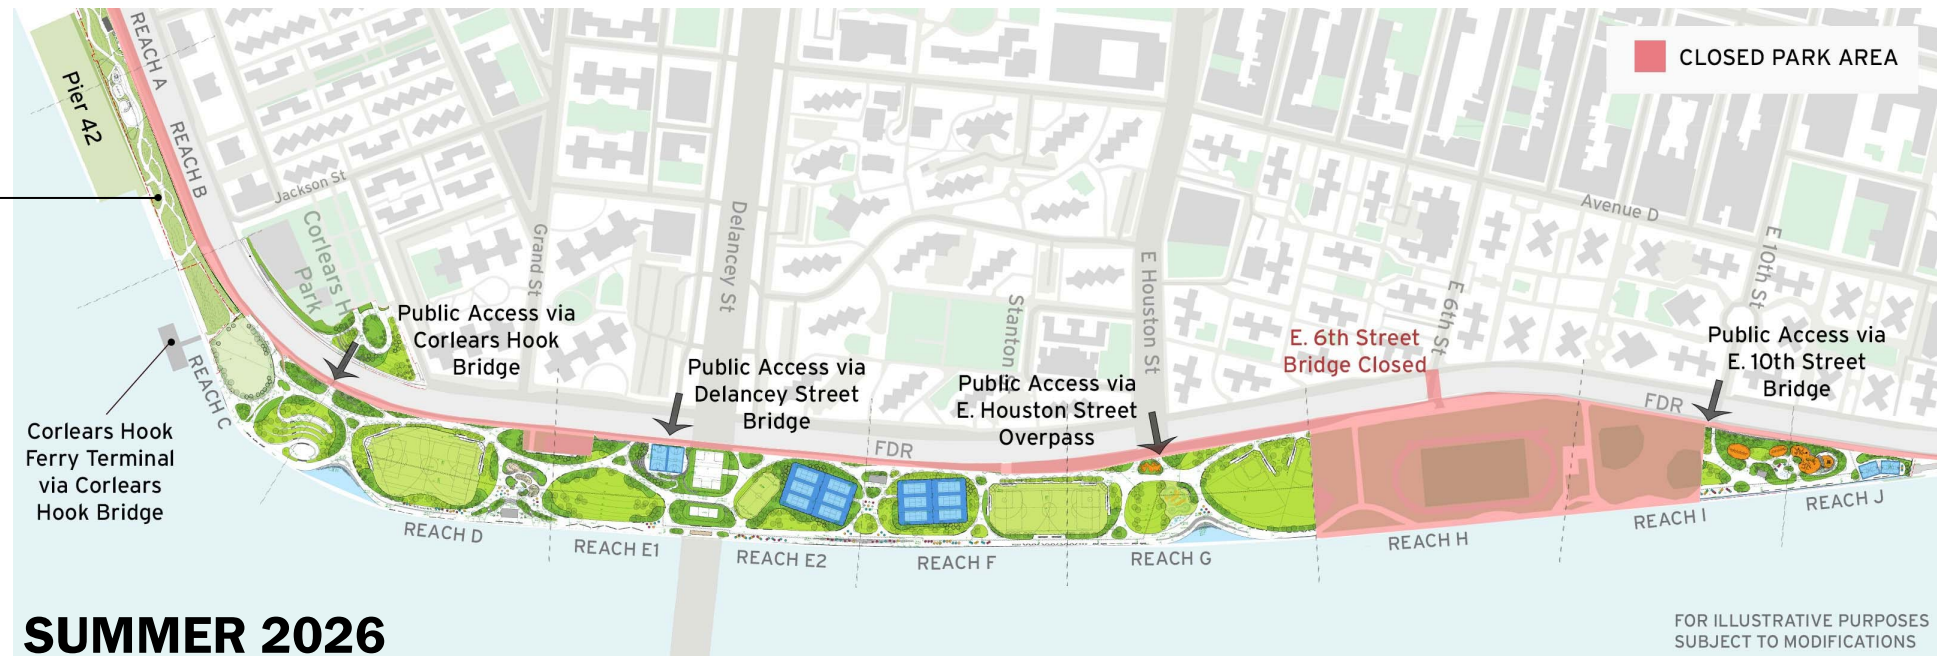 REACH A
Pier 42
REACH B
Jackson St
Corlears H
Park
Grand St
Delancey St
Stanton
E Houston St
E 6th St
Avenue D
E 10th St
CLOSED PARK AREA
Public Access via
Corlears Hook
Bridge
Public Access via
Delancey Street
Bridge
Public Access via
E. Houston Street
Overpass
E. 6th Street
Bridge Closed
Public Access via
E. 10th Street
Bridge
FDR
FDR
REACH C
Corlears Hook
Ferry Terminal
via Corlears
Hook Bridge
REACH D
REACH E1
REACH E2
REACH F
REACH G
REACH H
REACH I
REACH J
SUMMER 2026
FOR ILLUSTRATIVE PURPOSES
SUBJECT TO MODIFICATIONS